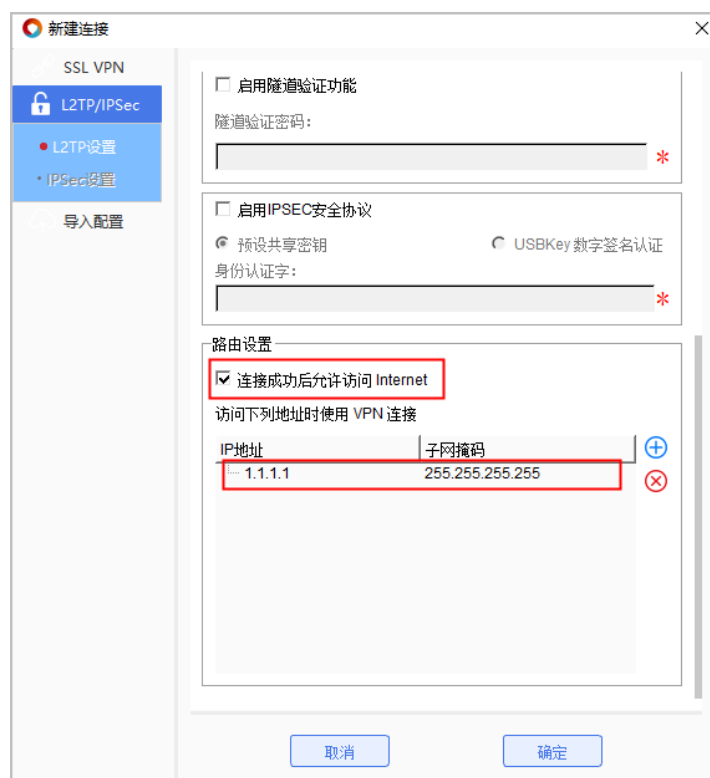 新建连接
SSL VPN
L2TP/IPSec
L2TP设置
IPSec设置
导入配置
启用隧道验证功能
隧道验证密码:
*
启用IPSEC安全协议
预设共享密钥 USBKey 数字签名认证
身份认证字:
*
路由设置
连接成功后允许访问 Internet
访问下列地址时使用 VPN 连接
IP地址 子网掩码
1.1.1.1 255.255.255.255
取消 确定